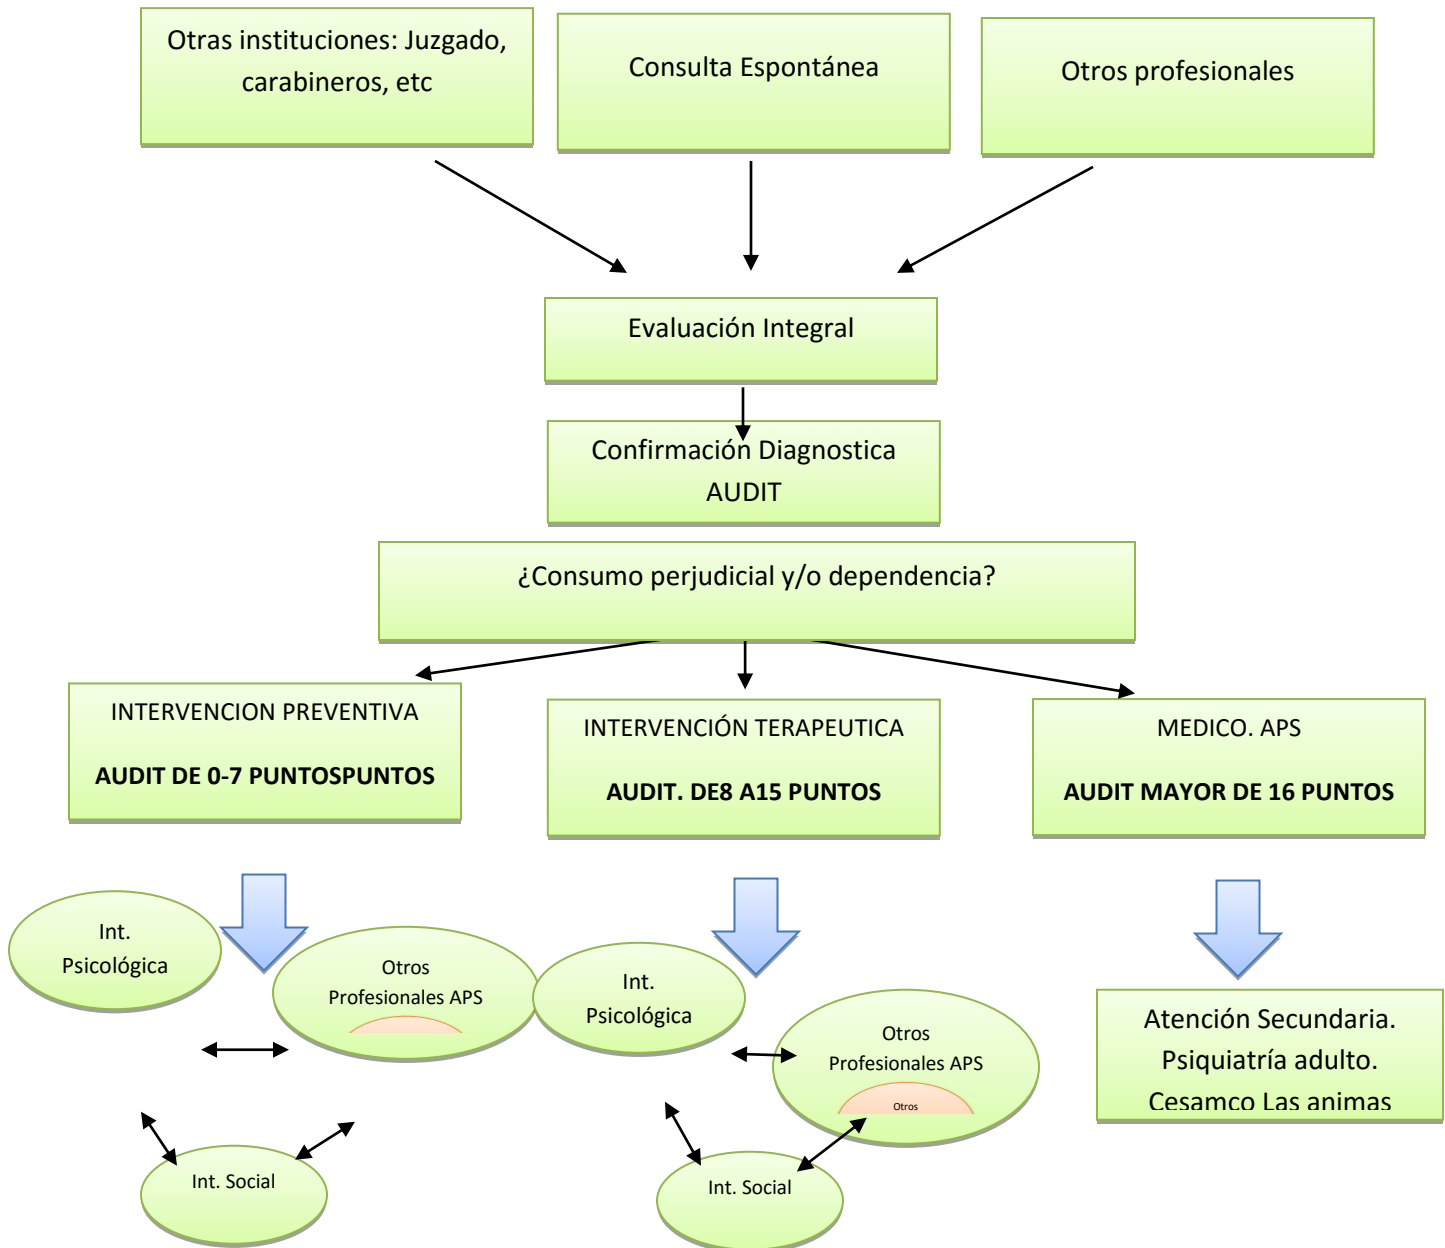 Otras instituciones: Juzgado,
carabineros, etc
Consulta Espontánea
Otros profesionales
Evaluación Integral
Confirmación Diagnostica
AUDIT
¿Consumo perjudicial y/o dependencia?
INTERVENCION PREVENTIVA
AUDIT DE 0-7 PUNTOSPUNTOS
INTERVENCIÓN TERAPEUTICA
AUDIT. DE8 A15 PUNTOS
MEDICO. APS
AUDIT MAYOR DE 16 PUNTOS
Int.
Psicológica
Otros
Profesionales APS
Int. Social
Int.
Psicológica
Otros
Profesionales APS
Otros
Int. Social
Atención Secundaria.
Psiquiatría adulto.
Cesamco Las animas